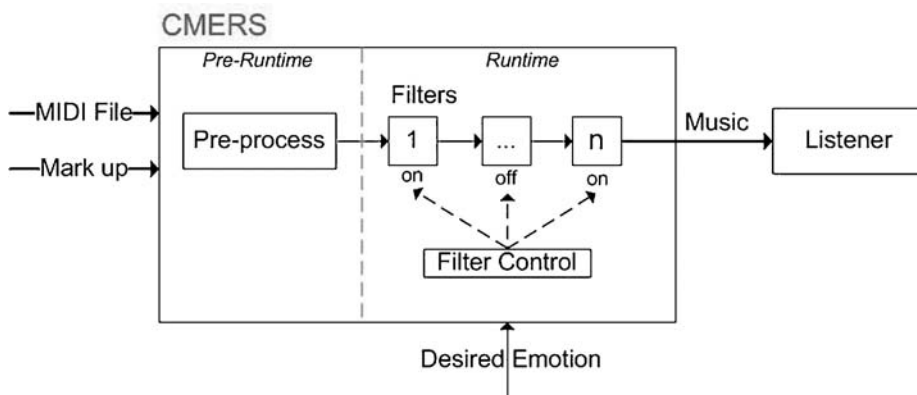 CMERS
Pre-Runtime
Runtime
MIDI File
Mark up
Pre-process
Filters
1
...
n
on
off
on
Filter Control
Music
Listener
Desired Emotion